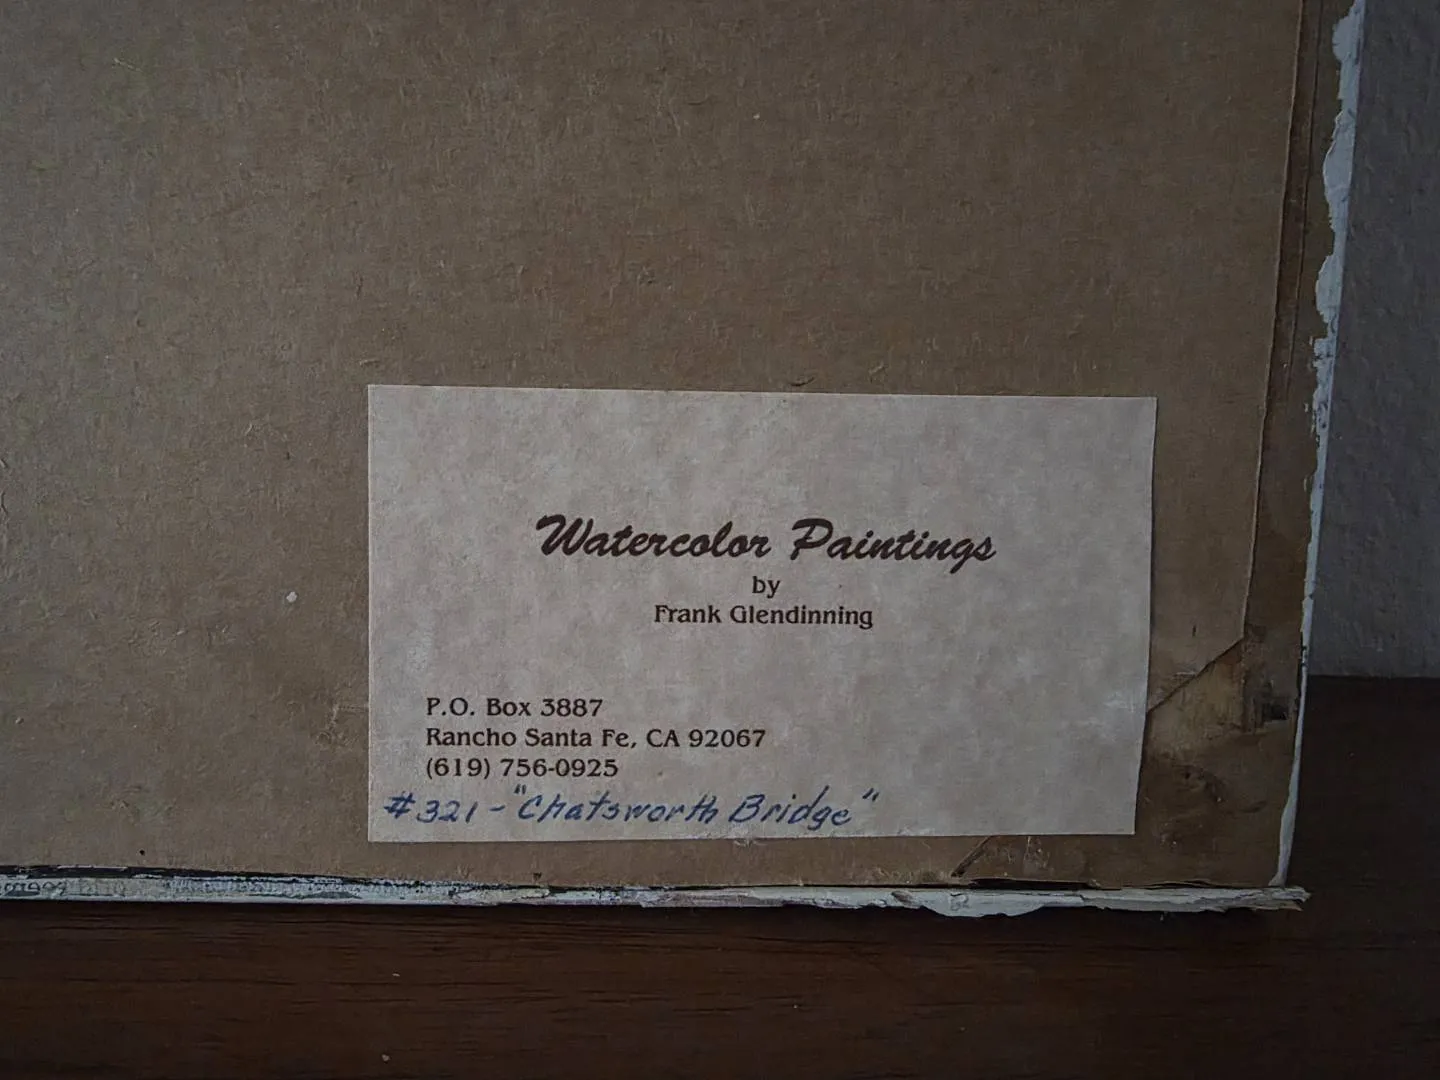 Watercolor Paintings
by
Frank Glendinning
P.O. Box 3887
Rancho Santa Fe, CA 92067
(619) 756-0925
#321-"Chatsworth Bridge"